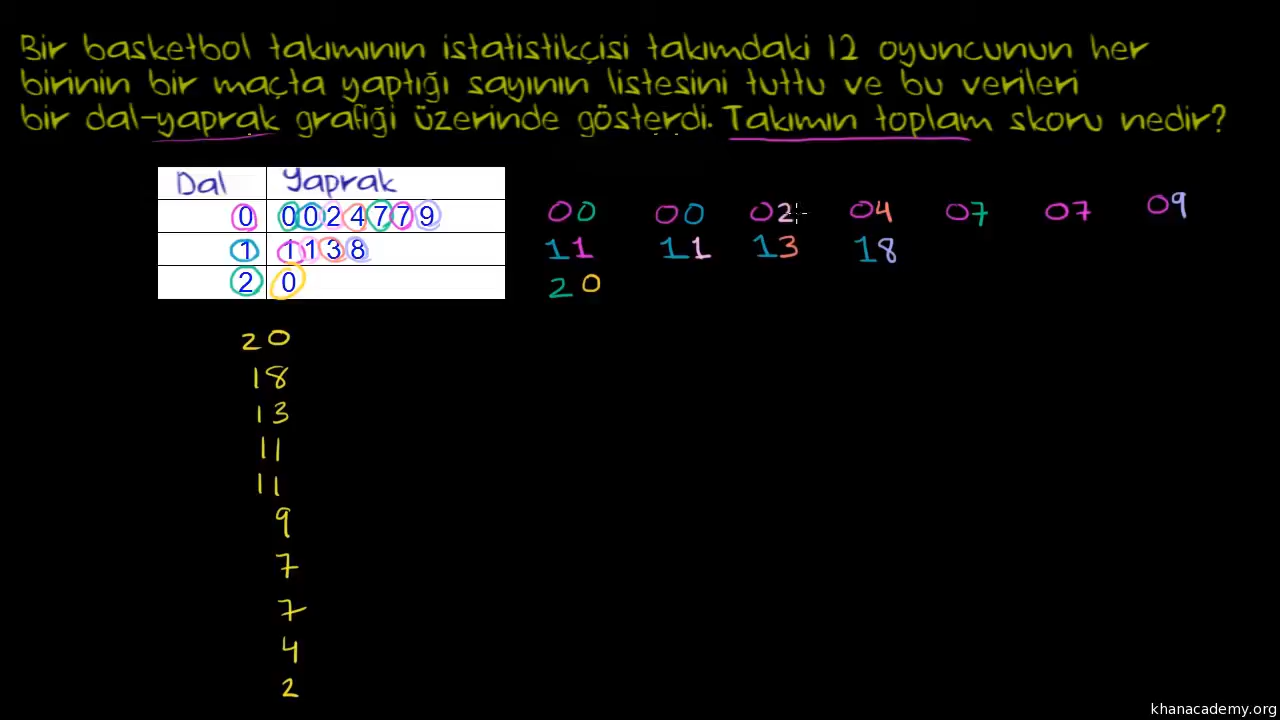 Bir basketbol takımının istatistikçisi takımdaki 12 oyuncunun her
birinin bir maçta yaptığı sayının listesini tuttu ve bu verileri
bir dal-yaprak grafiği üzerinde gösterdi. Takımın toplam skoru nedir?
Dal Yaprak
0 0 0 2 4 7 7 9 00 00 02 04 07 07 09
1 1 1 3 8 11 11 13 18
2 0 20
20
18
13
11
11
9
7
7
4
2
khanacademy.org